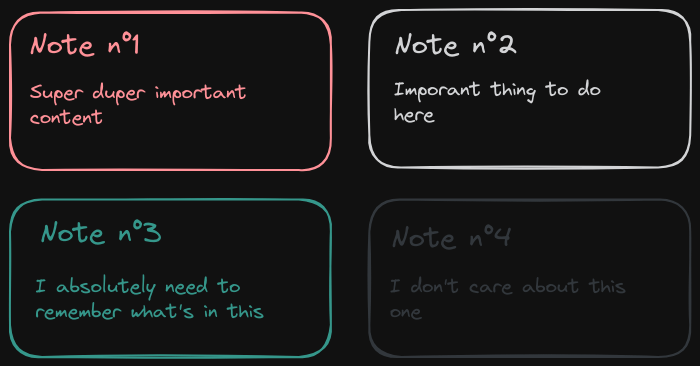 Note n°1
Super duper important
content
Note n°2
Imporant thing to do
here
Note n°3
I absolutely need to
remember what's in this
Note n°4
I don't care about this
one